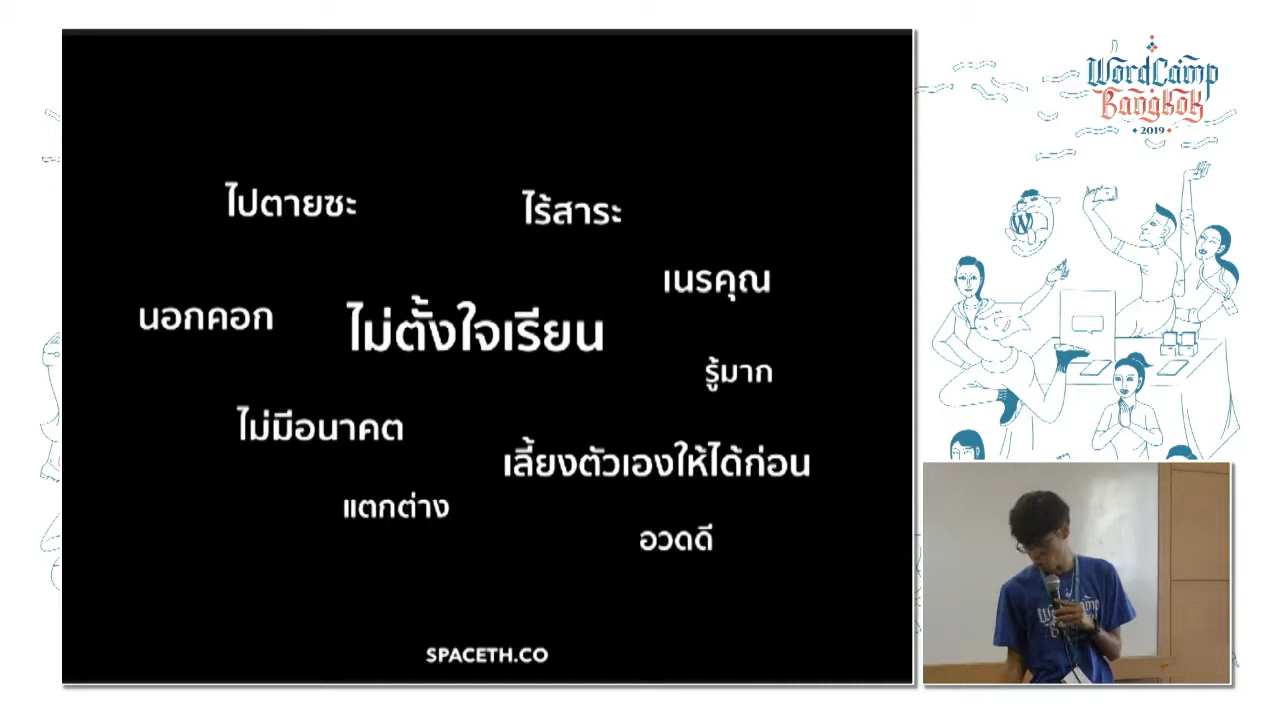 WordCamp
Bangkok
2019
ไปตายซะ
ไร้สาระ
เนรคุณ
นอกคอก
ไม่ตั้งใจเรียน
รู้มาก
ไม่มีอนาคต
เลี้ยงตัวเองให้ได้ก่อน
แตกต่าง
อวดดี
SPACETH.CO